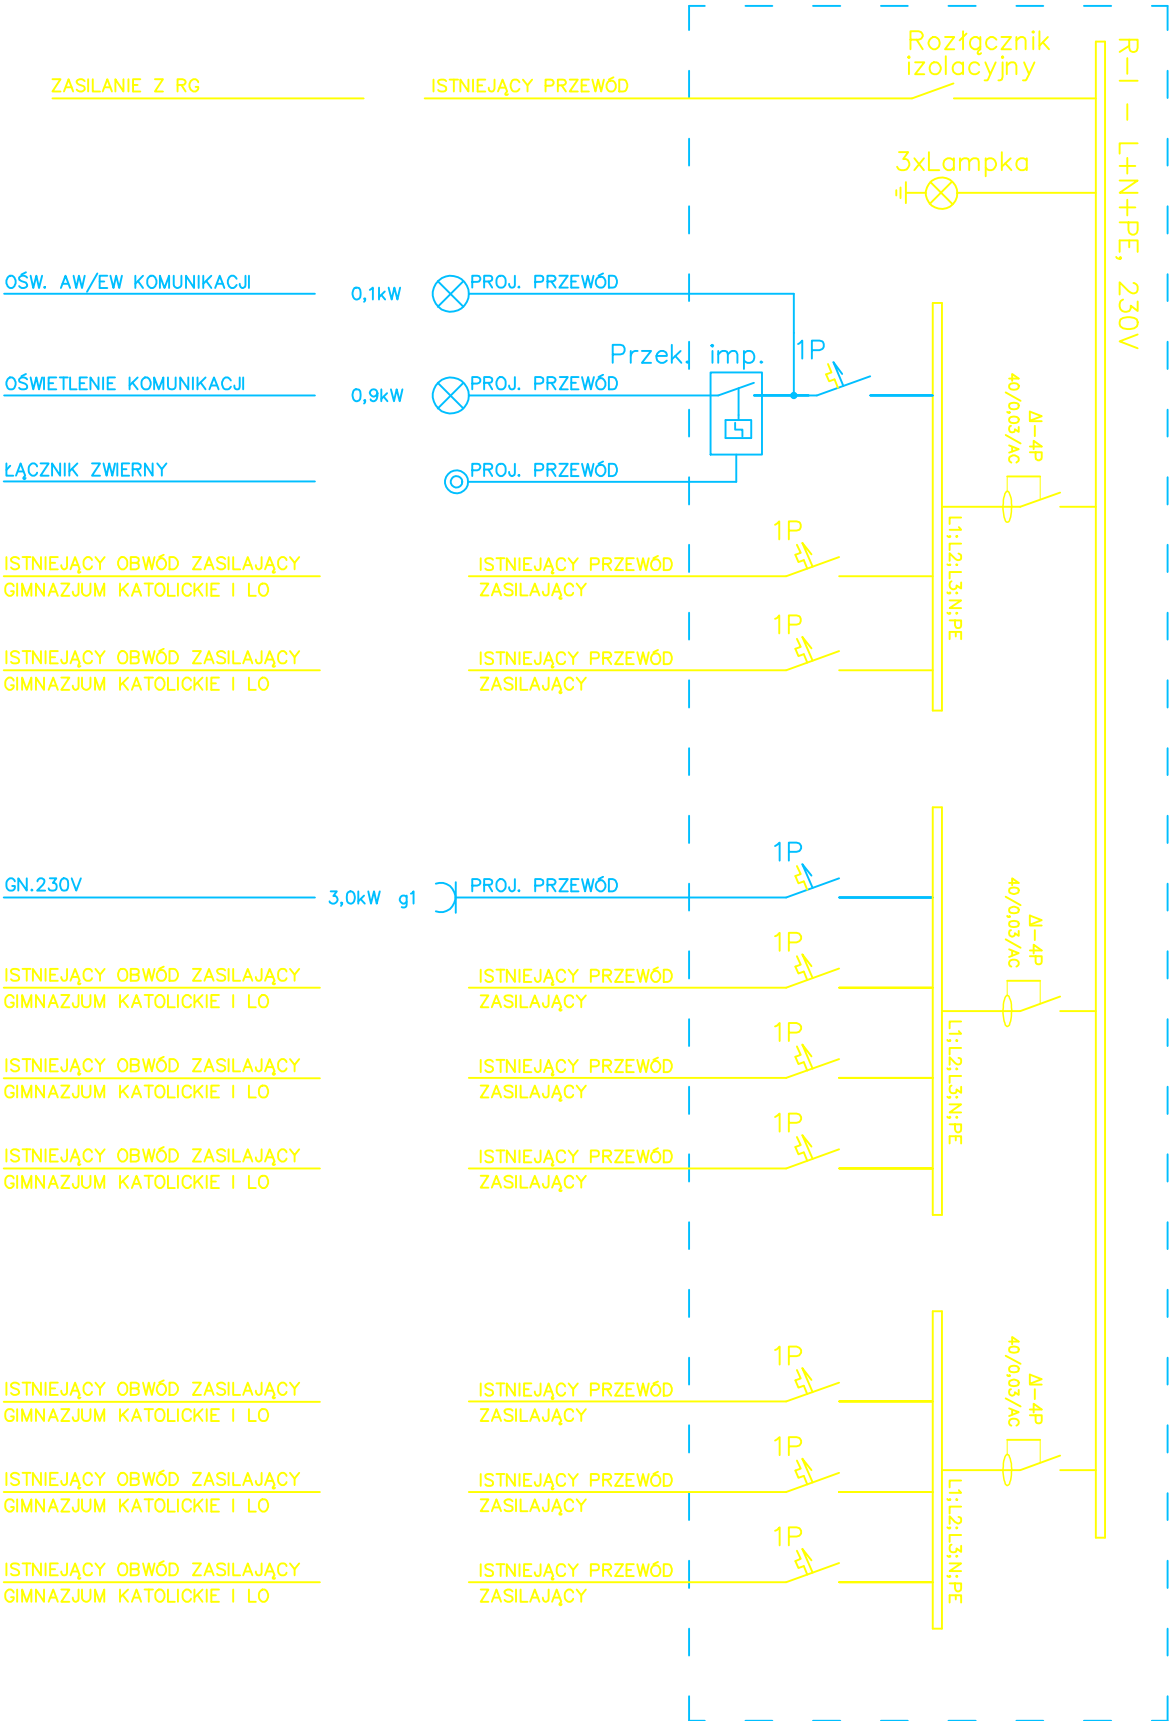 Rozłącznik
izolacyjny
R-I - L+N+PE, 230V
ZASILANIE Z RG
ISTNIEJĄCY PRZEWÓD
3xLampka
OŚW. AW/EW KOMUNIKACJI
0,1kW
PROJ. PRZEWÓD
Przek. imp.
1P
OŚWIETLENIE KOMUNIKACJI
0,9kW
PROJ. PRZEWÓD
Δ-4P
40/0,03/AC
ŁĄCZNIK ZWIERNY
PROJ. PRZEWÓD
L1;L2;L3;N;PE
1P
ISTNIEJĄCY OBWÓD ZASILAJĄCY
GIMNAZJUM KATOLICKIE I LO
ISTNIEJĄCY PRZEWÓD
ZASILAJĄCY
1P
ISTNIEJĄCY OBWÓD ZASILAJĄCY
GIMNAZJUM KATOLICKIE I LO
ISTNIEJĄCY PRZEWÓD
ZASILAJĄCY
1P
GN.230V
3,0kW g1
PROJ. PRZEWÓD
Δ-4P
40/0,03/AC
1P
ISTNIEJĄCY OBWÓD ZASILAJĄCY
GIMNAZJUM KATOLICKIE I LO
ISTNIEJĄCY PRZEWÓD
ZASILAJĄCY
L1;L2;L3;N;PE
1P
ISTNIEJĄCY OBWÓD ZASILAJĄCY
GIMNAZJUM KATOLICKIE I LO
ISTNIEJĄCY PRZEWÓD
ZASILAJĄCY
1P
ISTNIEJĄCY OBWÓD ZASILAJĄCY
GIMNAZJUM KATOLICKIE I LO
ISTNIEJĄCY PRZEWÓD
ZASILAJĄCY
1P
ISTNIEJĄCY OBWÓD ZASILAJĄCY
GIMNAZJUM KATOLICKIE I LO
ISTNIEJĄCY PRZEWÓD
ZASILAJĄCY
Δ-4P
40/0,03/AC
1P
ISTNIEJĄCY OBWÓD ZASILAJĄCY
GIMNAZJUM KATOLICKIE I LO
ISTNIEJĄCY PRZEWÓD
ZASILAJĄCY
L1;L2;L3;N;PE
1P
ISTNIEJĄCY OBWÓD ZASILAJĄCY
GIMNAZJUM KATOLICKIE I LO
ISTNIEJĄCY PRZEWÓD
ZASILAJĄCY